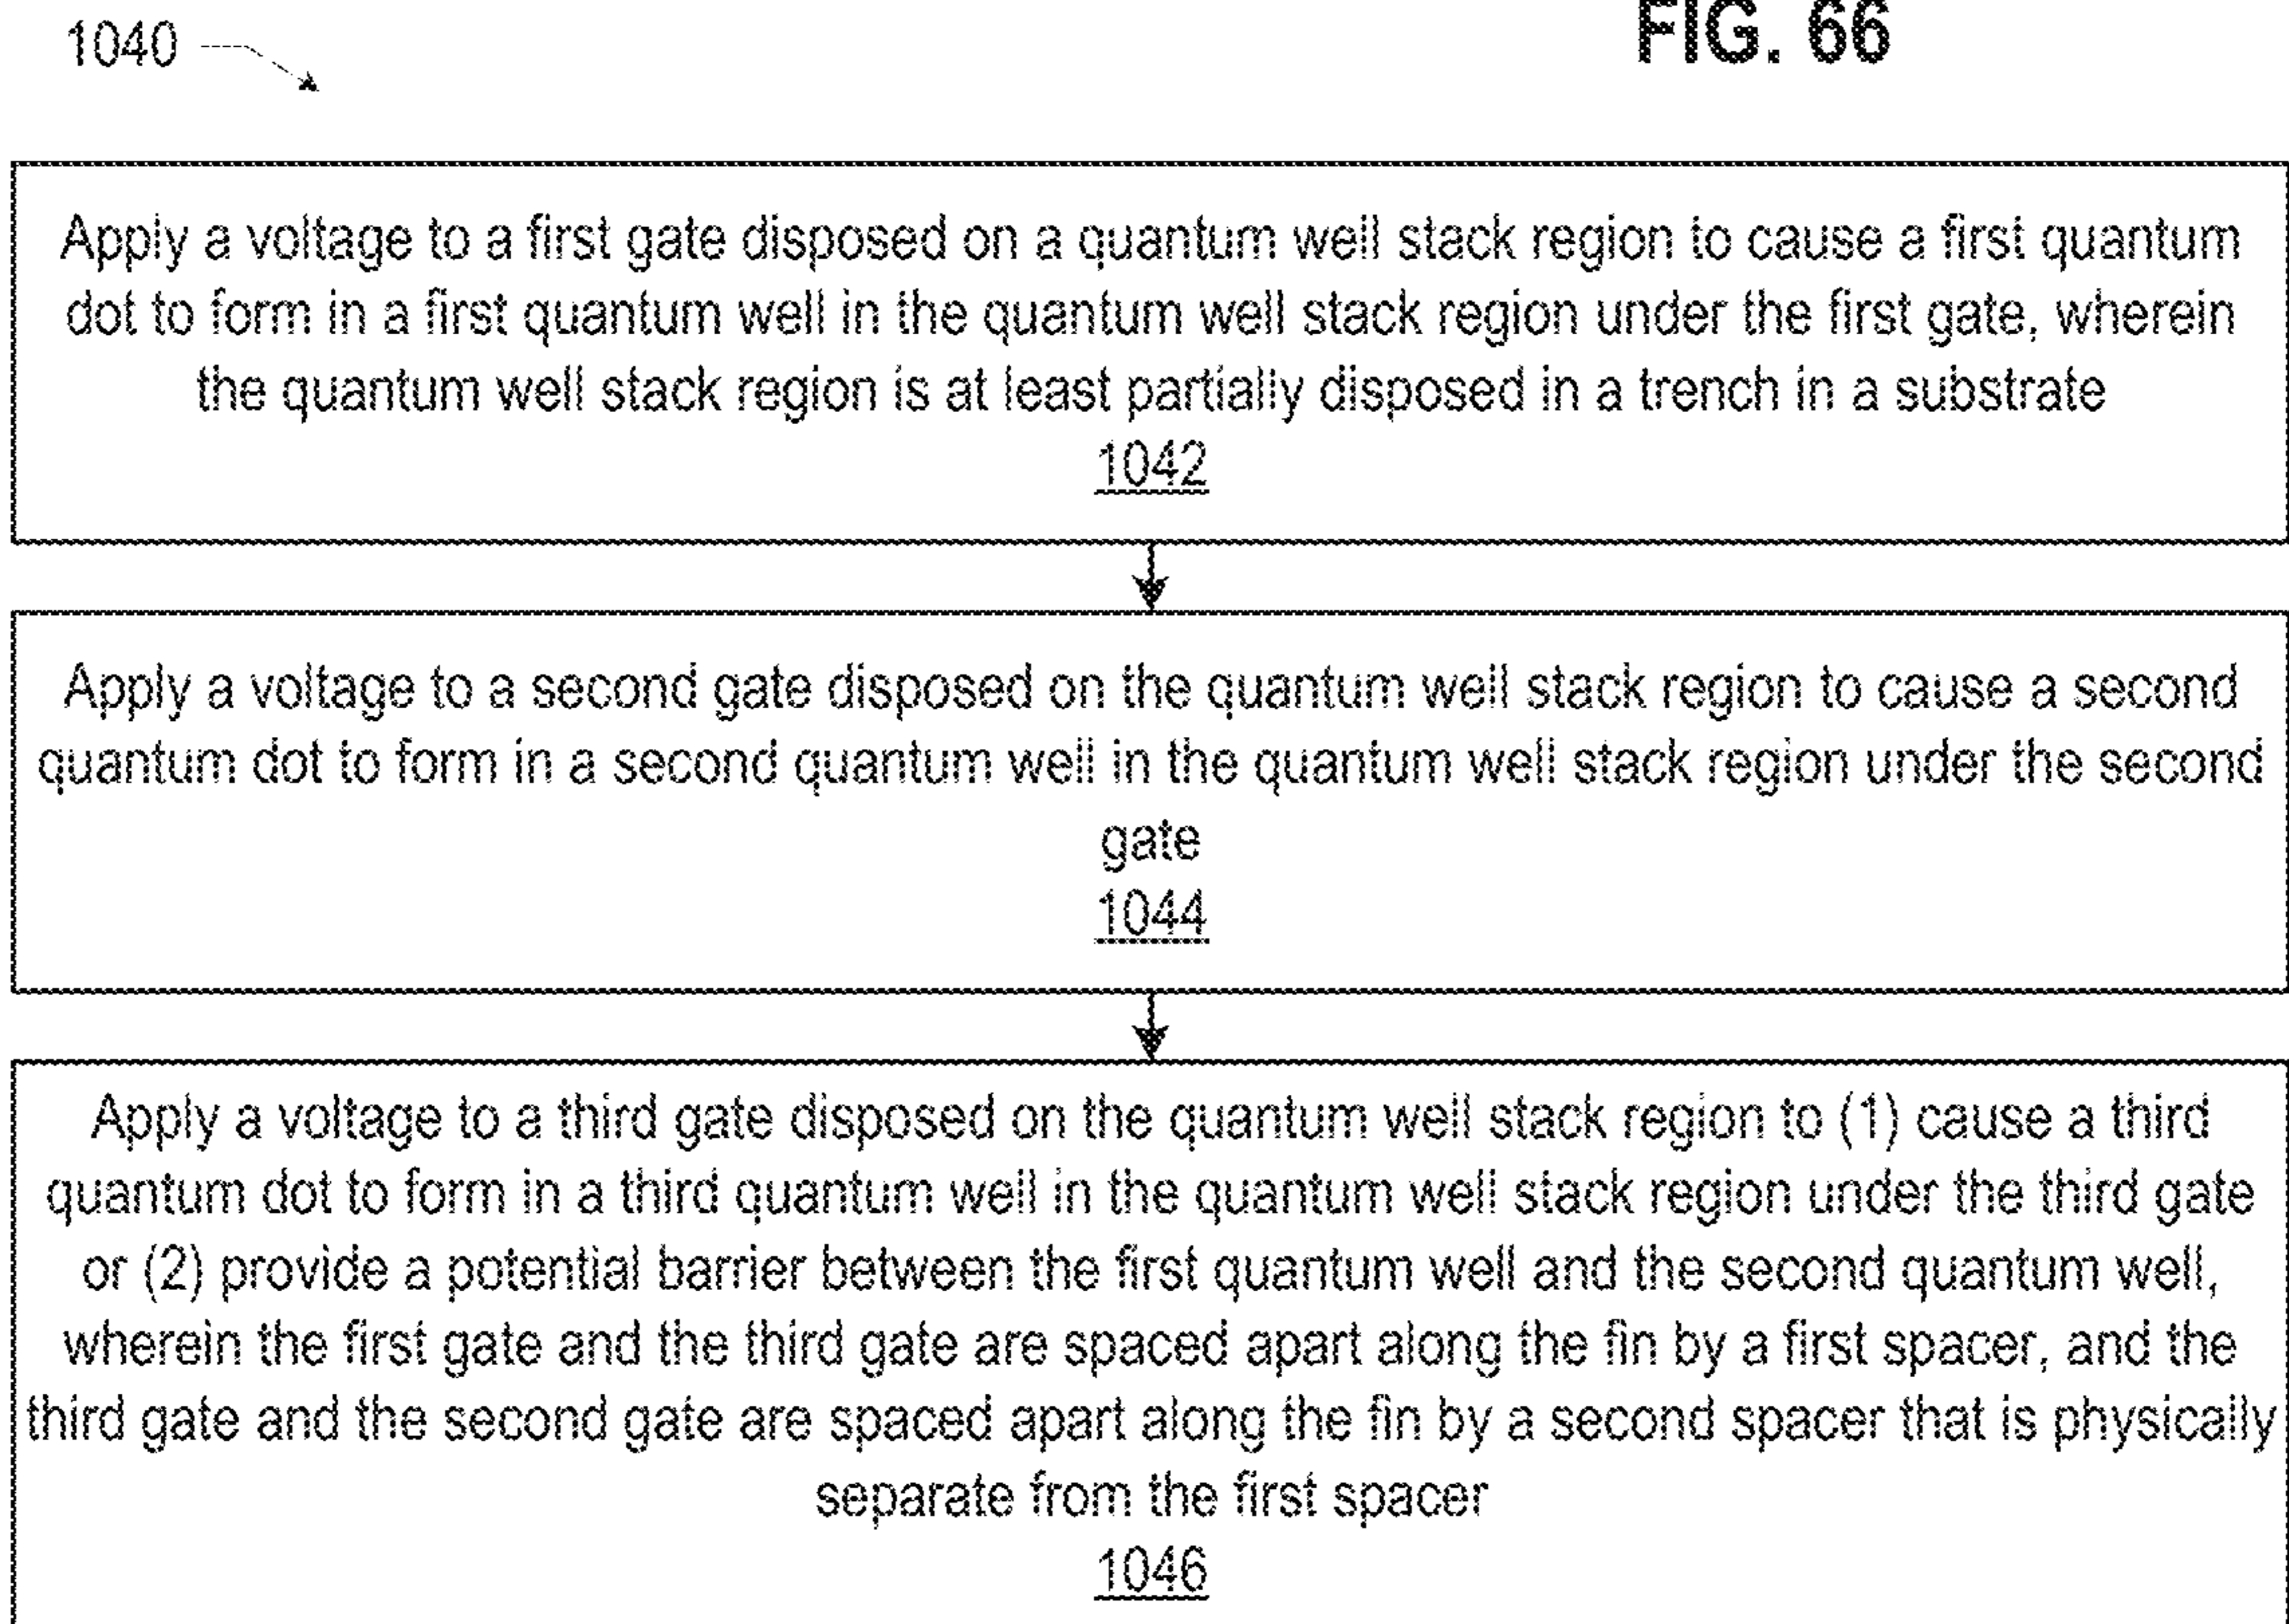 1040
FIG. 66
Apply a voltage to a first gate disposed on a quantum well stack region to cause a first quantum
dot to form in a first quantum well in the quantum well stack region under the first gate, wherein
the quantum well stack region is at least partially disposed in a trench in a substrate
1042
Apply a voltage to a second gate disposed on the quantum well stack region to cause a second
quantum dot to form in a second quantum well in the quantum well stack region under the second
gate
1044
Apply a voltage to a third gate disposed on the quantum well stack region to (1) cause a third
quantum dot to form in a third quantum well in the quantum well stack region under the third gate
or (2) provide a potential barrier between the first quantum well and the second quantum well,
wherein the first gate and the third gate are spaced apart along the fin by a first spacer, and the
third gate and the second gate are spaced apart along the fin by a second spacer that is physically
separate from the first spacer
1046